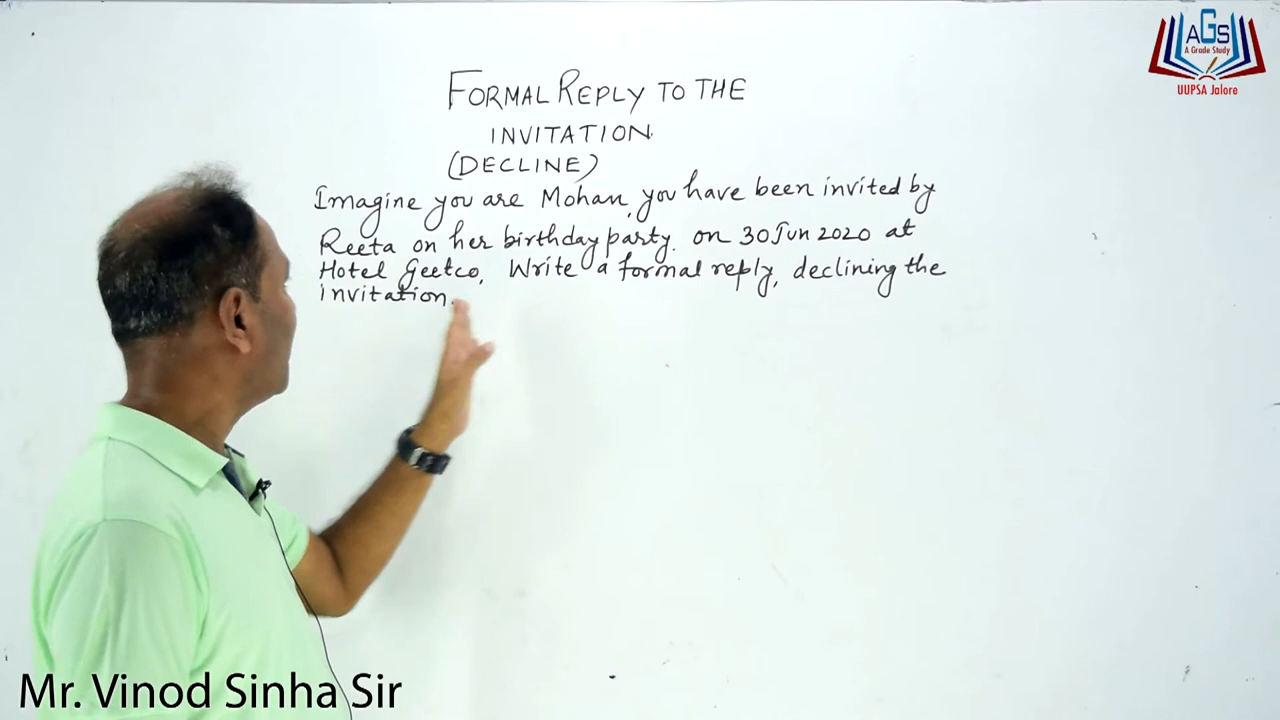 AGS
A Grade Study
UUPSA Jalore
FORMAL REPLY TO THE
INVITATION.
(DECLINE)
Imagine you are Mohan, you have been invited by
Reeta on her birthday party. on 30 Jun 2020 at
Hotel Geetco, Write a formal reply, declining the
invitation.
Mr. Vinod Sinha Sir